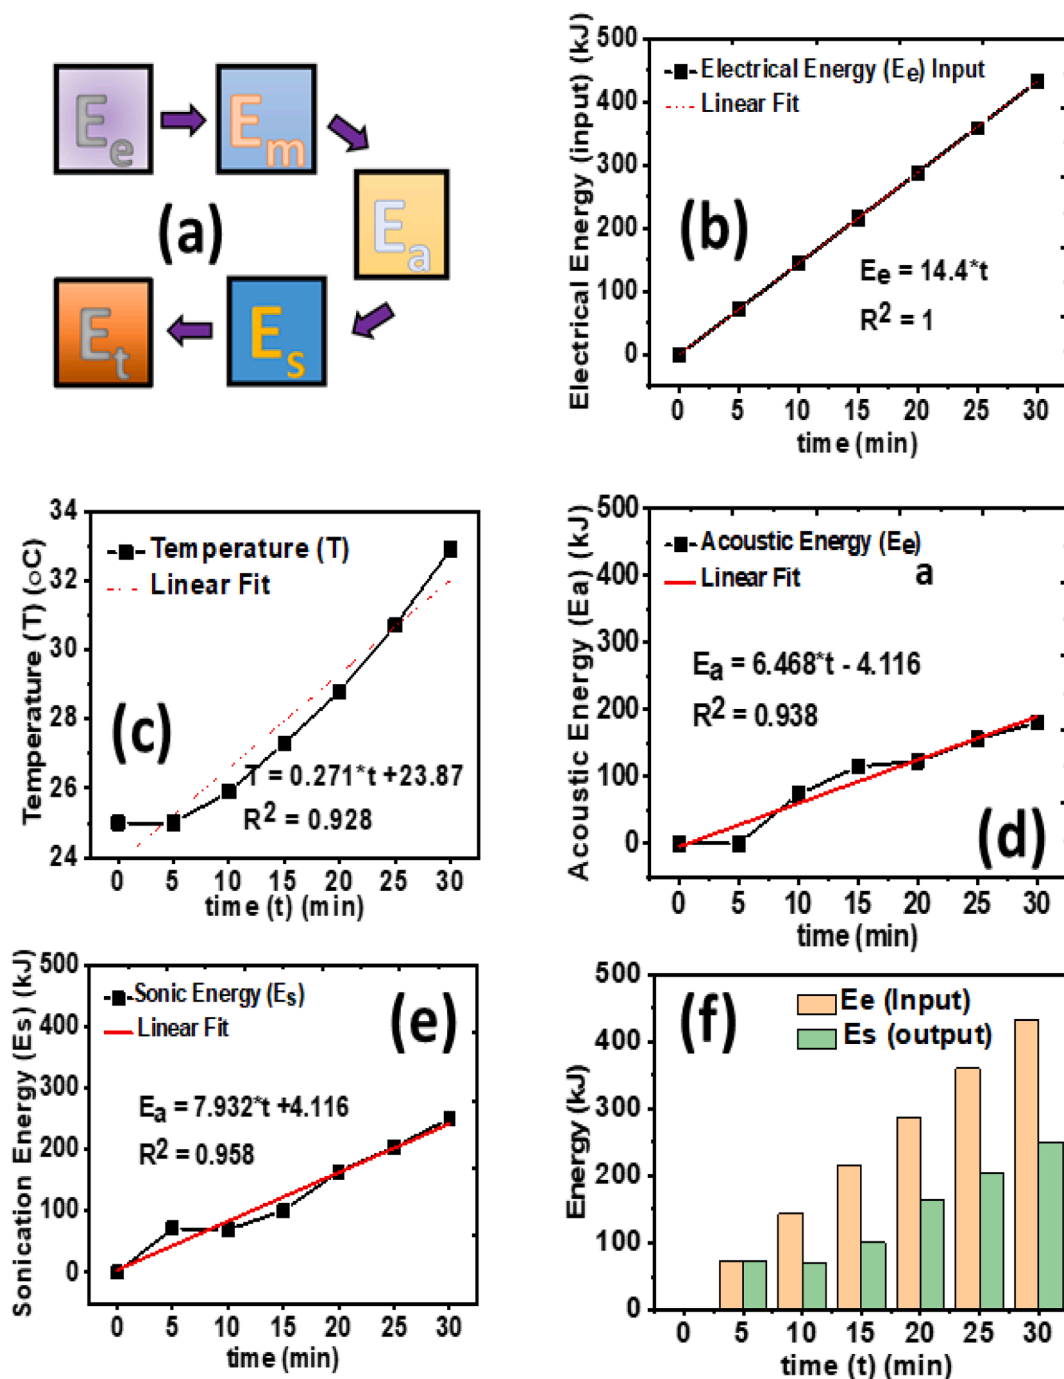 Ee
Em
Ea
Es
Et
(a)
Electrical Energy (input) (kJ)
500
400
300
200
100
0
Electrical Energy (Ee) Input
Linear Fit
(b)
Ee = 14.4*t
R2 = 1
0 5 10 15 20 25 30
time (min)
Temperature (T) (oC)
34
32
30
28
26
24
Temperature (T)
Linear Fit
(c)
T = 0.271*t +23.87
R2 = 0.928
0 5 10 15 20 25 30
time (t) (min)
Acoustic Energy (Ea) (kJ)
500
400
300
200
100
0
Acoustic Energy (Ee)
a
Linear Fit
Ea = 6.468*t - 4.116
R2 = 0.938
(d)
0 5 10 15 20 25 30
time (min)
Sonication Energy (Es) (kJ)
500
400
300
200
100
0
Sonic Energy (Es)
Linear Fit
(e)
Ea = 7.932*t +4.116
R2 = 0.958
0 5 10 15 20 25 30
time (min)
Energy (kJ)
500
400
300
200
100
0
(f)
Ee (Input)
Es (output)
0 5 10 15 20 25 30
time (t) (min)